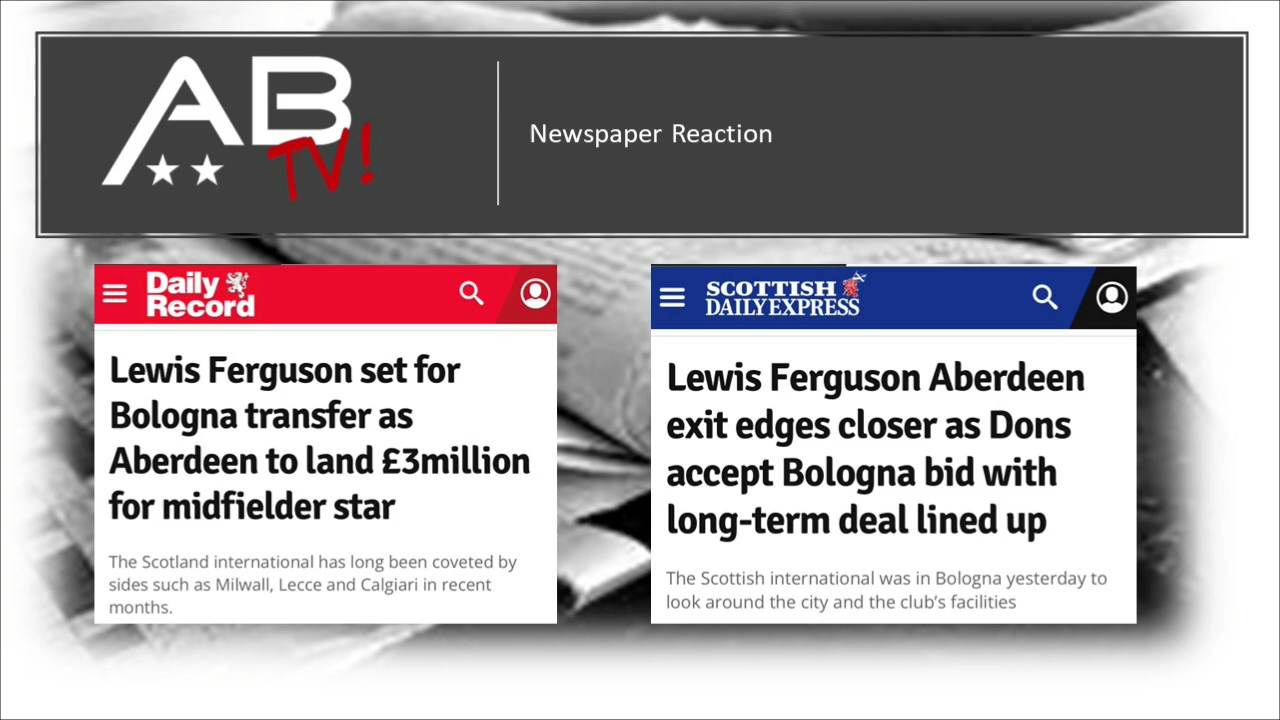 AB
TV!
Newspaper Reaction
Daily
Record
Lewis Ferguson set for
Bologna transfer as
Aberdeen to land £3million
for midfielder star
The Scotland international has long been coveted by
sides such as Milwall, Lecce and Calgiari in recent
months.
SCOTTISH
DAILY EXPRESS
Lewis Ferguson Aberdeen
exit edges closer as Dons
accept Bologna bid with
long-term deal lined up
The Scottish international was in Bologna yesterday to
look around the city and the club's facilities